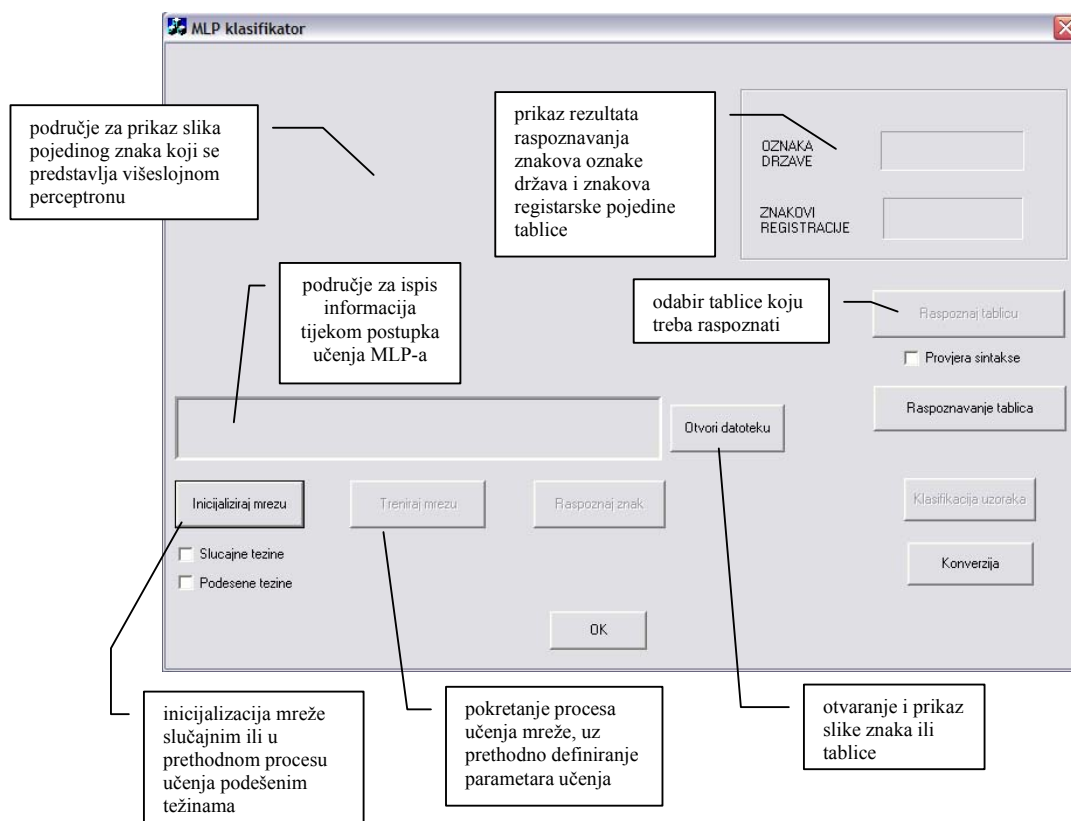 MLP klasifikator
područje za prikaz slika
pojedinog znaka koji se
predstavlja višeslojnom
perceptronu
prikaz rezultata
raspoznavanja
znakova oznake
država i znakova
registarske pojedine
tablice
OZNAKA
DRZAVE
ZNAKOVI
REGISTRACIJE
područje za ispis
informacija
tijekom postupka
učenja MLP-a
odabir tablice koju
treba raspoznati
Raspoznaj tablicu
Provjera sintakse
Raspoznavanje tablica
Otvori datoteku
Inicijaliziraj mrezu
Treniraj mrezu
Raspoznaj znak
Klasifikacija uzoraka
Slucajne tezine
Podesene tezine
Konverzija
OK
inicijalizacija mreže
slučajnim ili u
prethodnom procesu
učenja podešenim
težinama
pokretanje procesa
učenja mreže, uz
prethodno definiranje
parametara učenja
otvaranje i prikaz
slike znaka ili
tablice